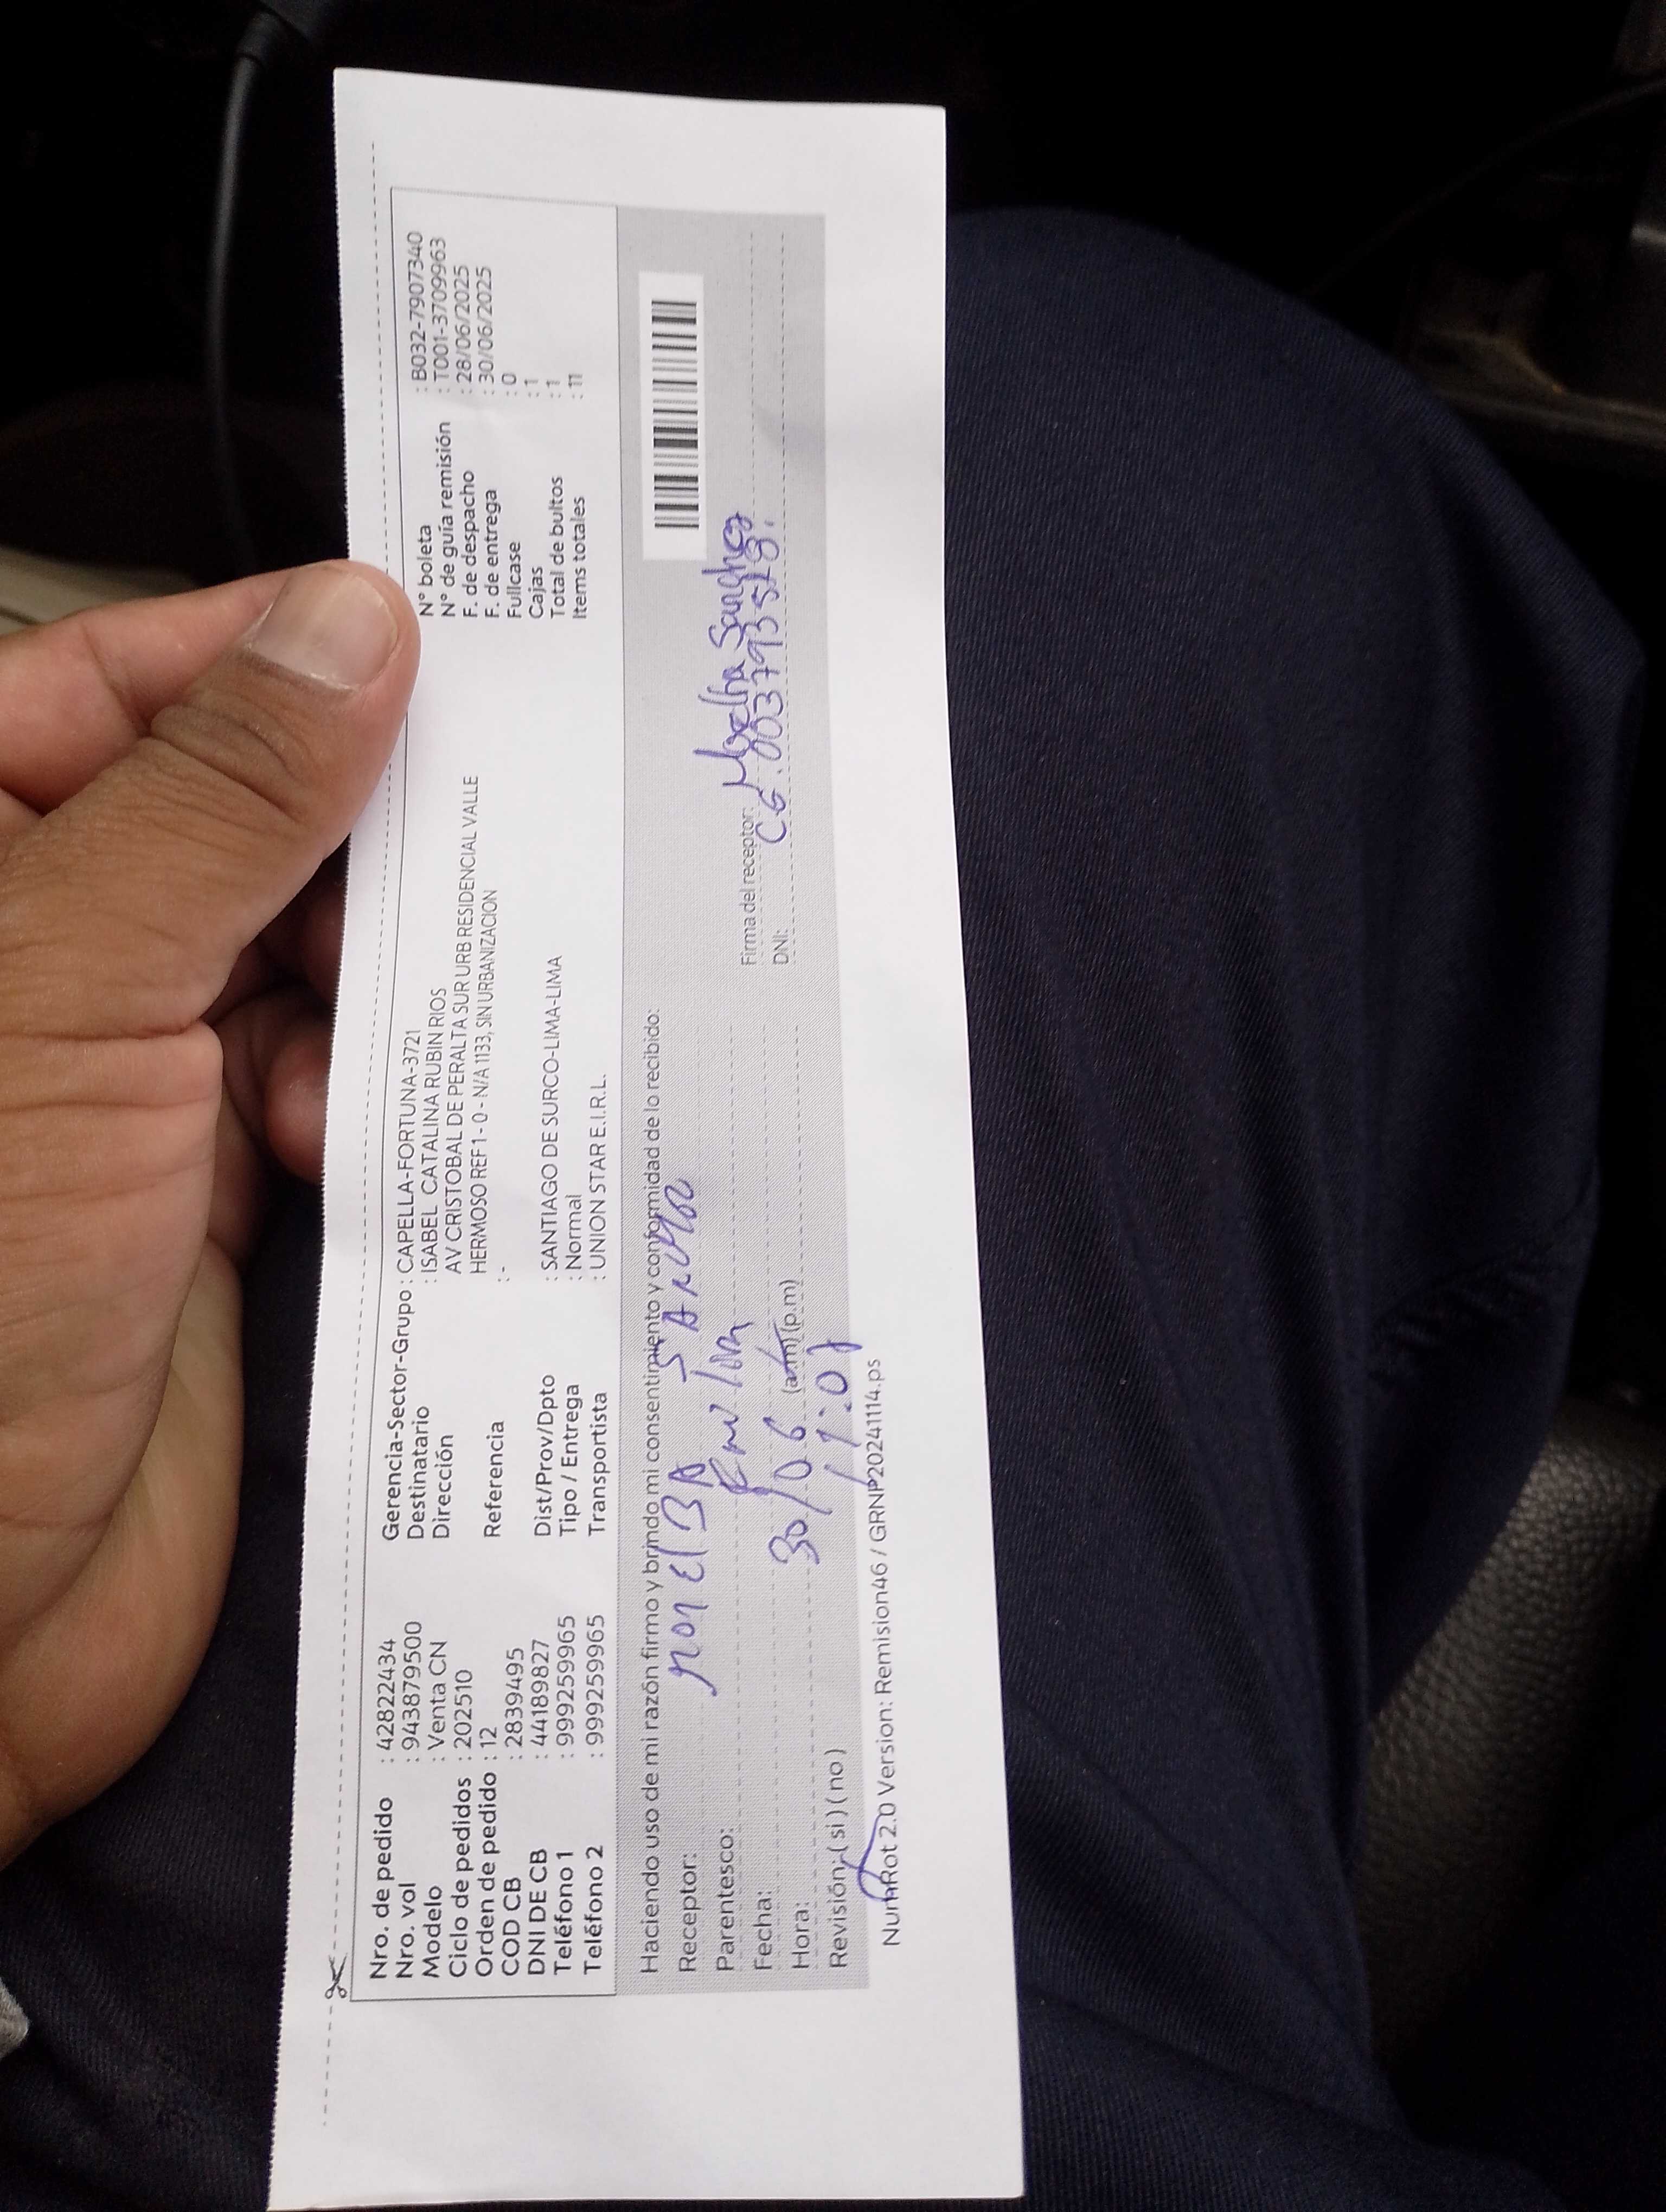 Nro. de pedido : 42822434
Nro. vol : 943879500
Modelo : Venta CN
Ciclo de pedidos : 202510
Orden de pedido : 12
COD CB : 2839495
DNI DE CB : 44189827
Teléfono 1 : 999259965
Teléfono 2 : 999259965
Gerencia-Sector-Grupo : CAPELLA-FORTUNA-3721
Destinatario : ISABEL CATALINA RUBIN RIOS
Dirección AV CRISTOBAL DE PERALTA SUR URB RESIDENCIAL VALLE
HERMOSO REF 1 - 0 - N/A 1133, SIN URBANIZACION
Referencia : -
Dist/Prov/Dpto : SANTIAGO DE SURCO-LIMA-LIMA
Tipo / Entrega : Normal
Transportista : UNION STAR E.I.R.L.
N° boleta : B032-7907340
N° de guía remisión : T001-3709963
F. de despacho : 28/06/2025
F. de entrega : 30/06/2025
Fullcase : 0
Cajas : 1
Total de bultos : 1
Items totales : 11
Haciendo uso de mi razón firmo y brindo mi consentimiento y conformidad de lo recibido:
Receptor:
Parentesco:
Fecha: 30/06
Hora: (a.m) (p.m)
Revisión: ( si ) ( no )
Firma del receptor: Sanchez
DNI:
NumRot 2.0 Version: Remision46 / GRNP20241114.ps